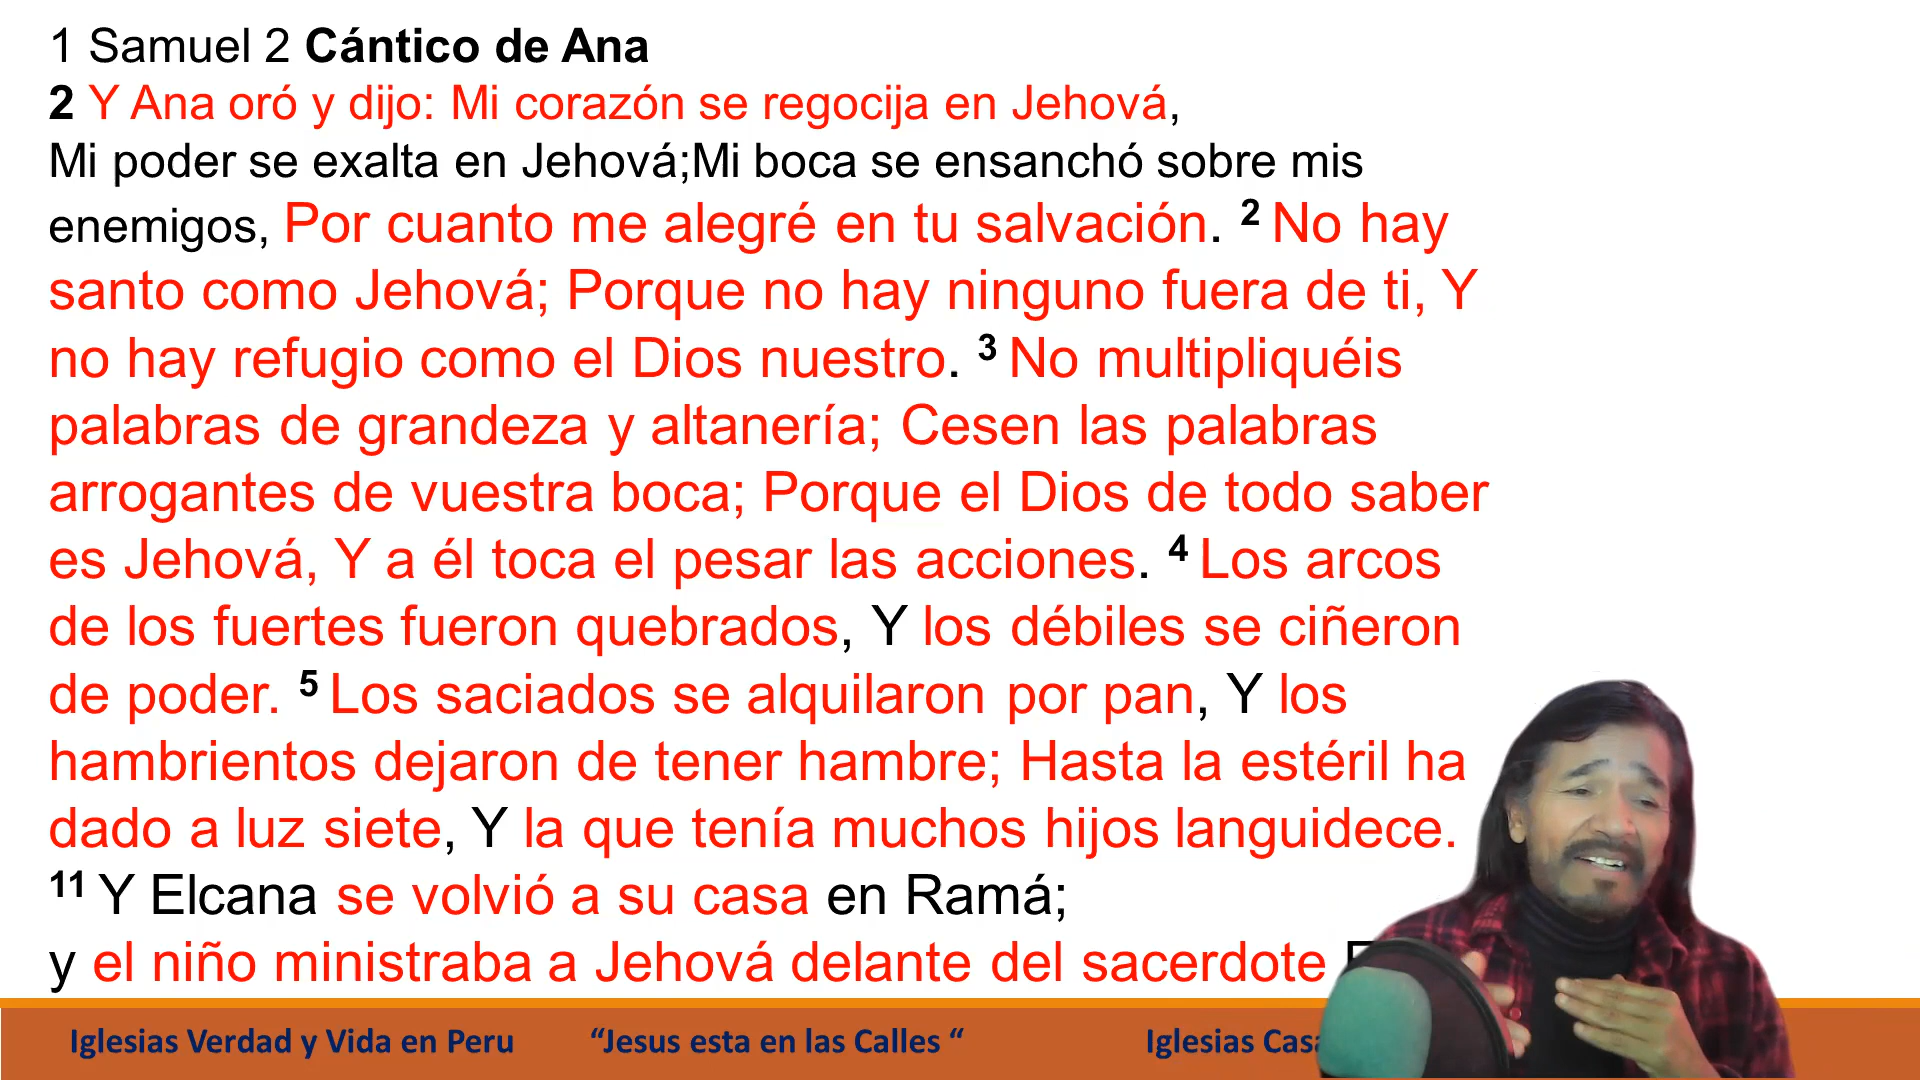 1 Samuel 2 Cántico de Ana
2 Y Ana oró y dijo: Mi corazón se regocija en Jehová,
Mi poder se exalta en Jehová;Mi boca se ensanchó sobre mis
enemigos, Por cuanto me alegré en tu salvación. 2 No hay
santo como Jehová; Porque no hay ninguno fuera de ti, Y
no hay refugio como el Dios nuestro. 3 No multipliquéis
palabras de grandeza y altanería; Cesen las palabras
arrogantes de vuestra boca; Porque el Dios de todo saber
es Jehová, Y a él toca el pesar las acciones. 4 Los arcos
de los fuertes fueron quebrados, Y los débiles se ciñeron
de poder. 5 Los saciados se alquilaron por pan, Y los
hambrientos dejaron de tener hambre; Hasta la estéril ha
dado a luz siete, Y la que tenía muchos hijos languidece.
11 Y Elcana se volvió a su casa en Ramá;
y el niño ministraba a Jehová delante del sacerdote
Iglesias Verdad y Vida en Peru “Jesus esta en las Calles “ Iglesias